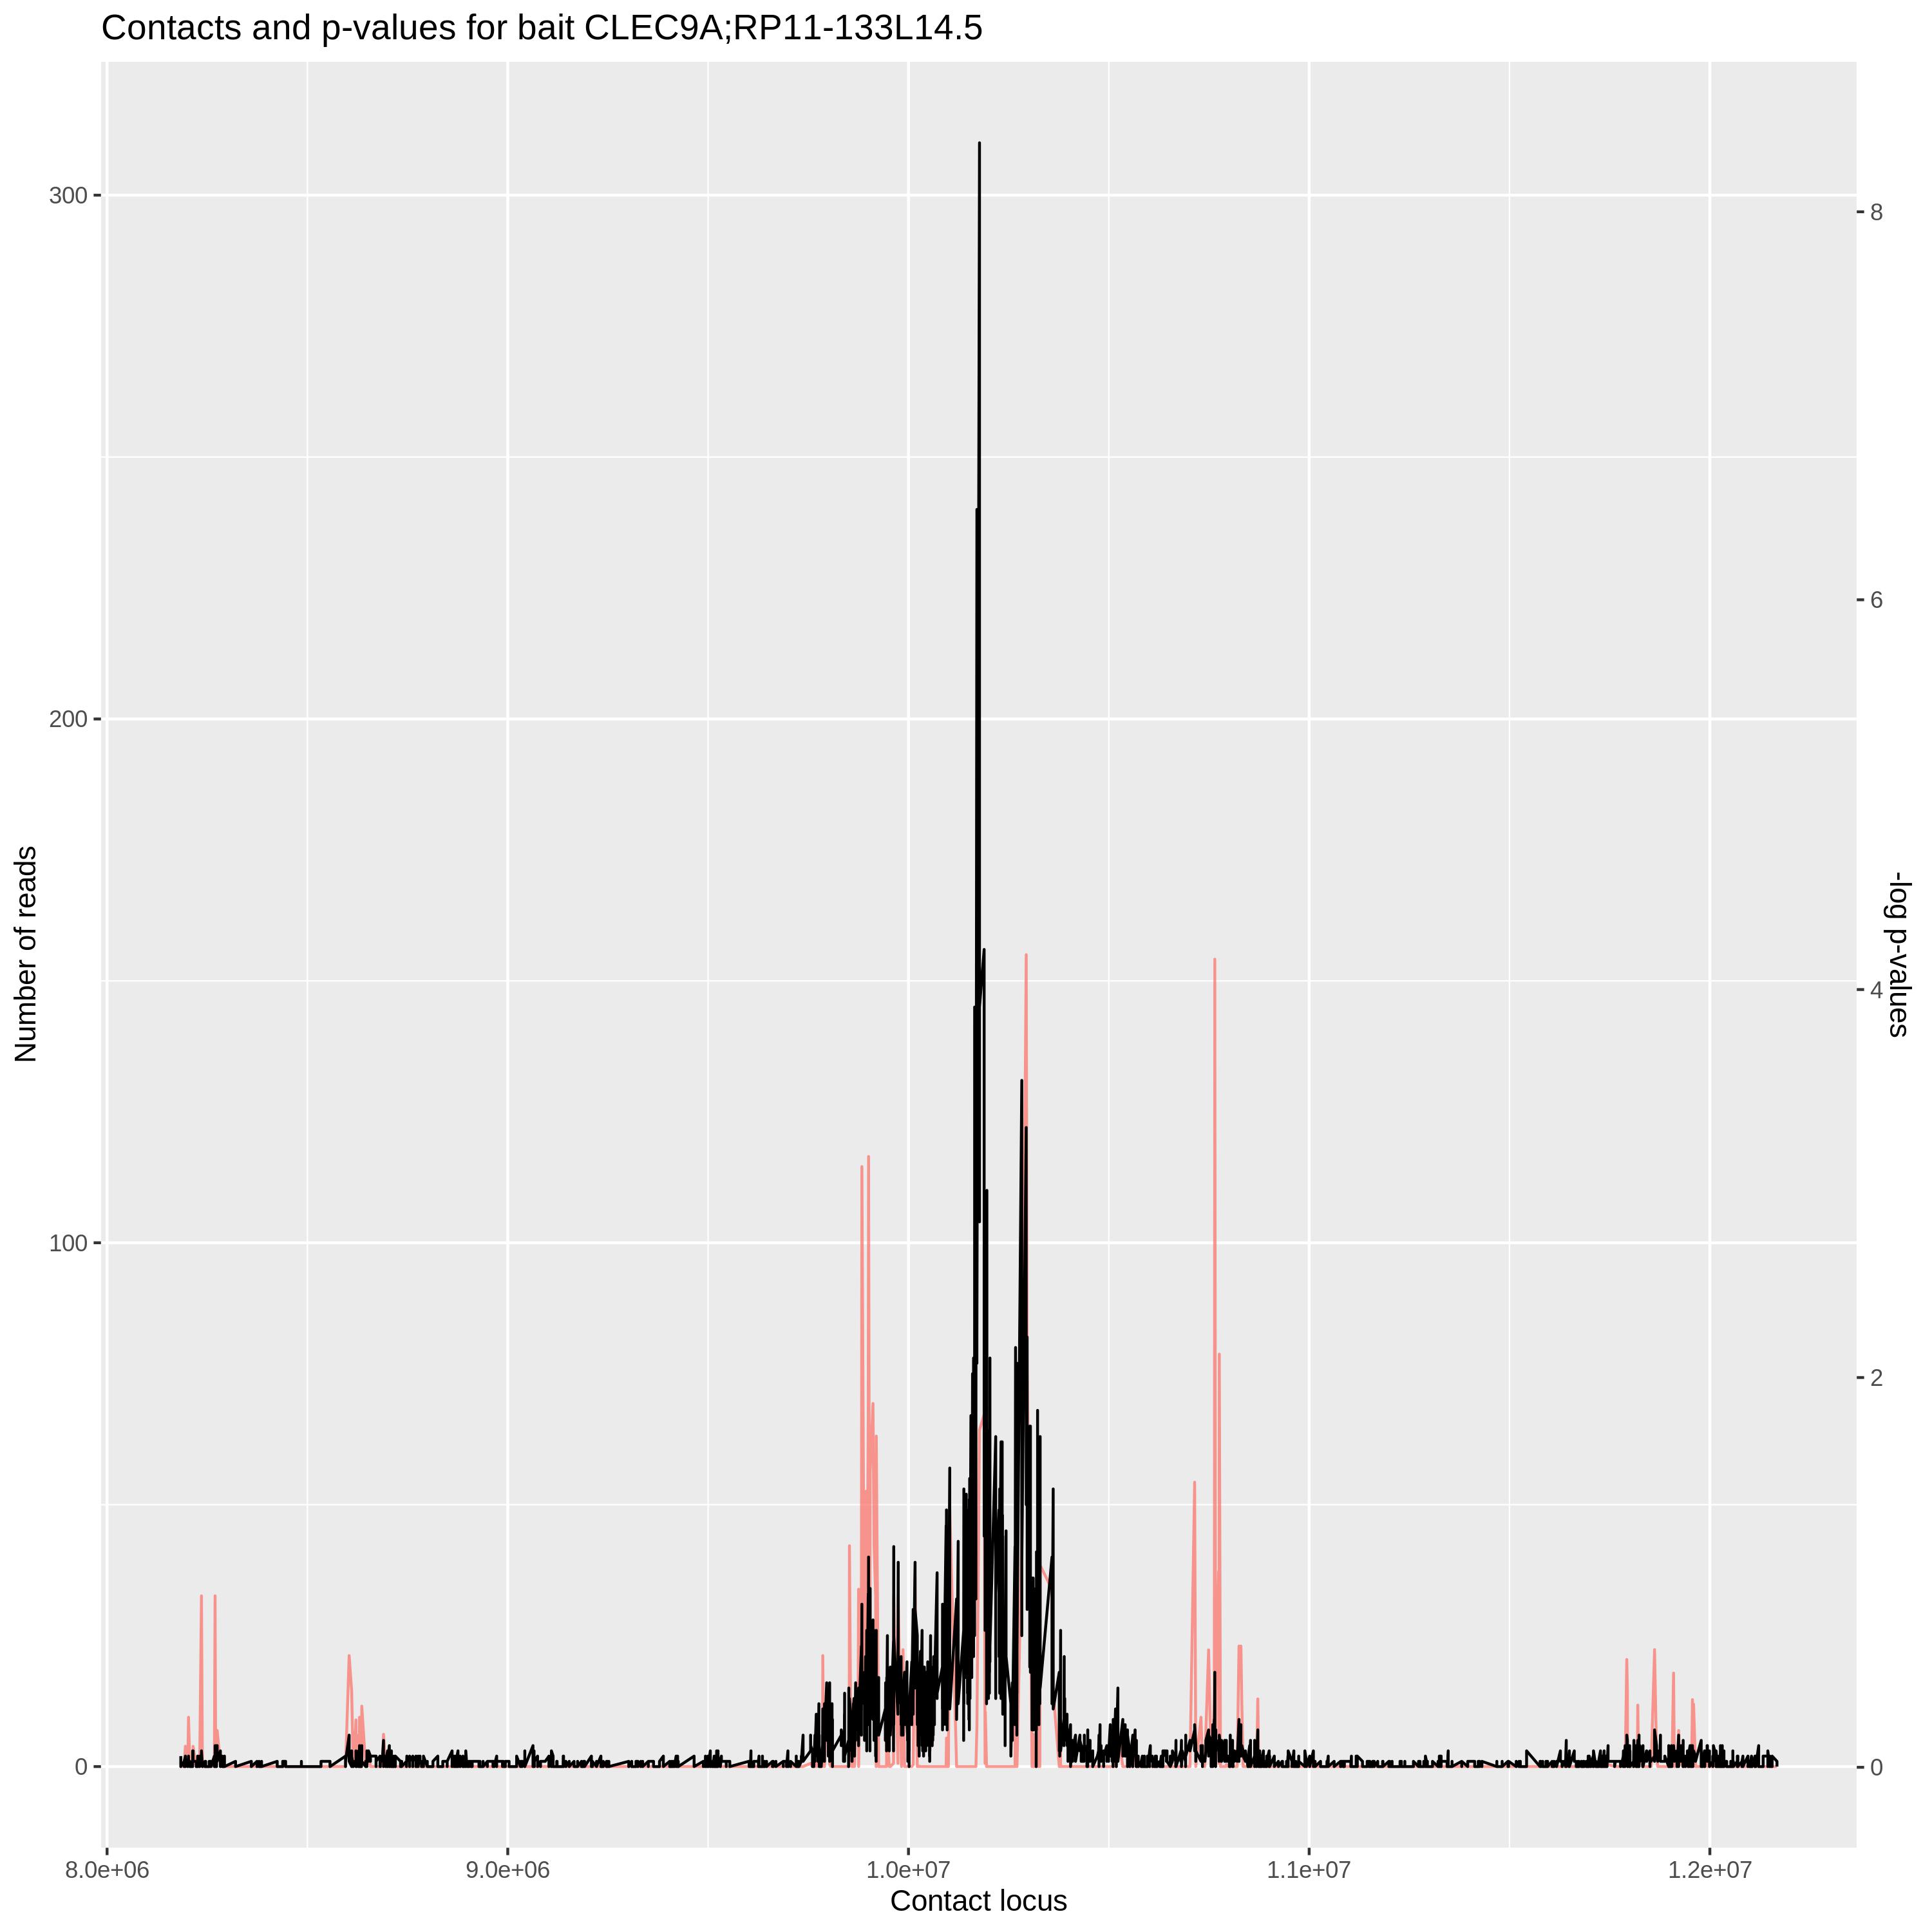 Contacts and p-values for bait CLEC9A;RP11-133L14.5
300
200
100
0
Number of reads
8
6
4
2
0
-log p-values
8.0e+06
9.0e+06
1.0e+07
1.1e+07
1.2e+07
Contact locus